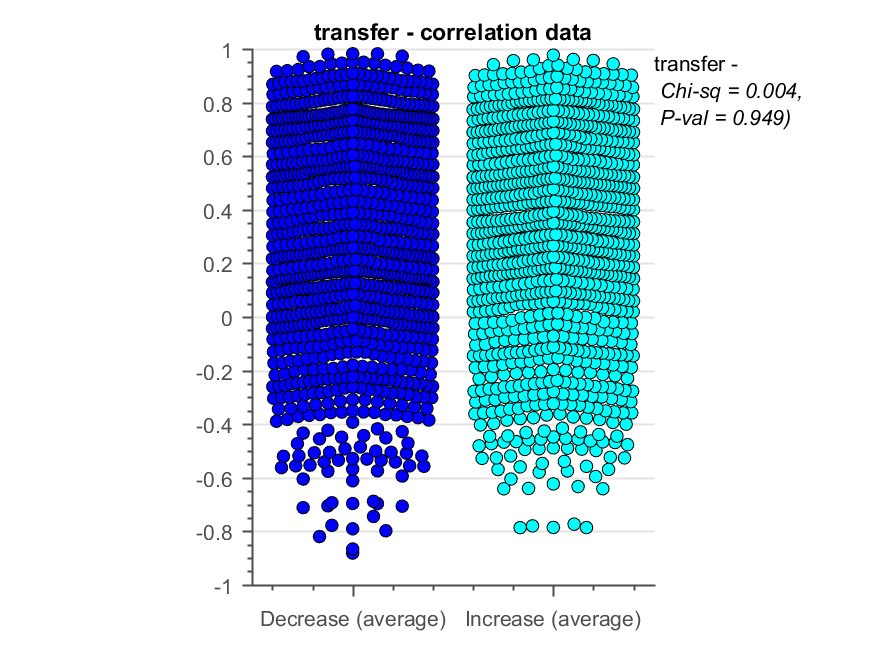 transfer - correlation data
transfer -
Chi-sq = 0.004,
P-val = 0.949)
1
0.8
0.6
0.4
0.2
0
-0.2
-0.4
-0.6
-0.8
-1
Decrease (average)
Increase (average)